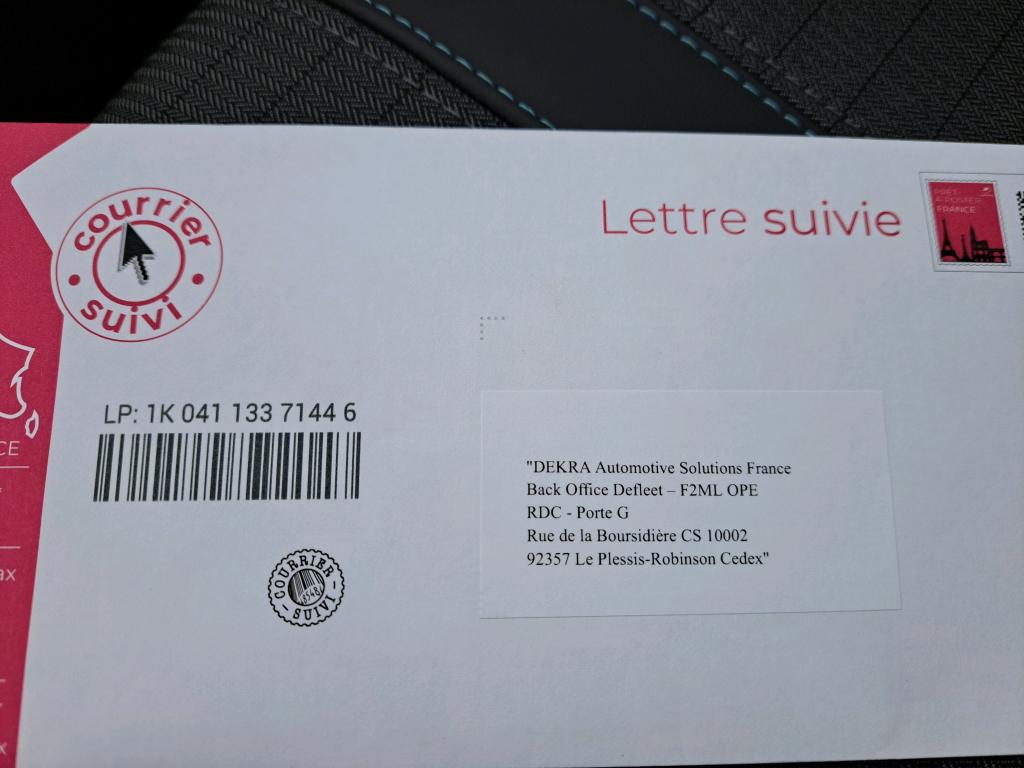 courrier
suivi
Lettre suivie
PRÊT-
À-POSTER
FRANCE
LP: 1K 041 133 7144 6
"DEKRA Automotive Solutions France
Back Office Defleet – F2ML OPE
RDC - Porte G
Rue de la Boursidière CS 10002
92357 Le Plessis-Robinson Cedex"
COURRIER
SUIVI
CE
ax
x